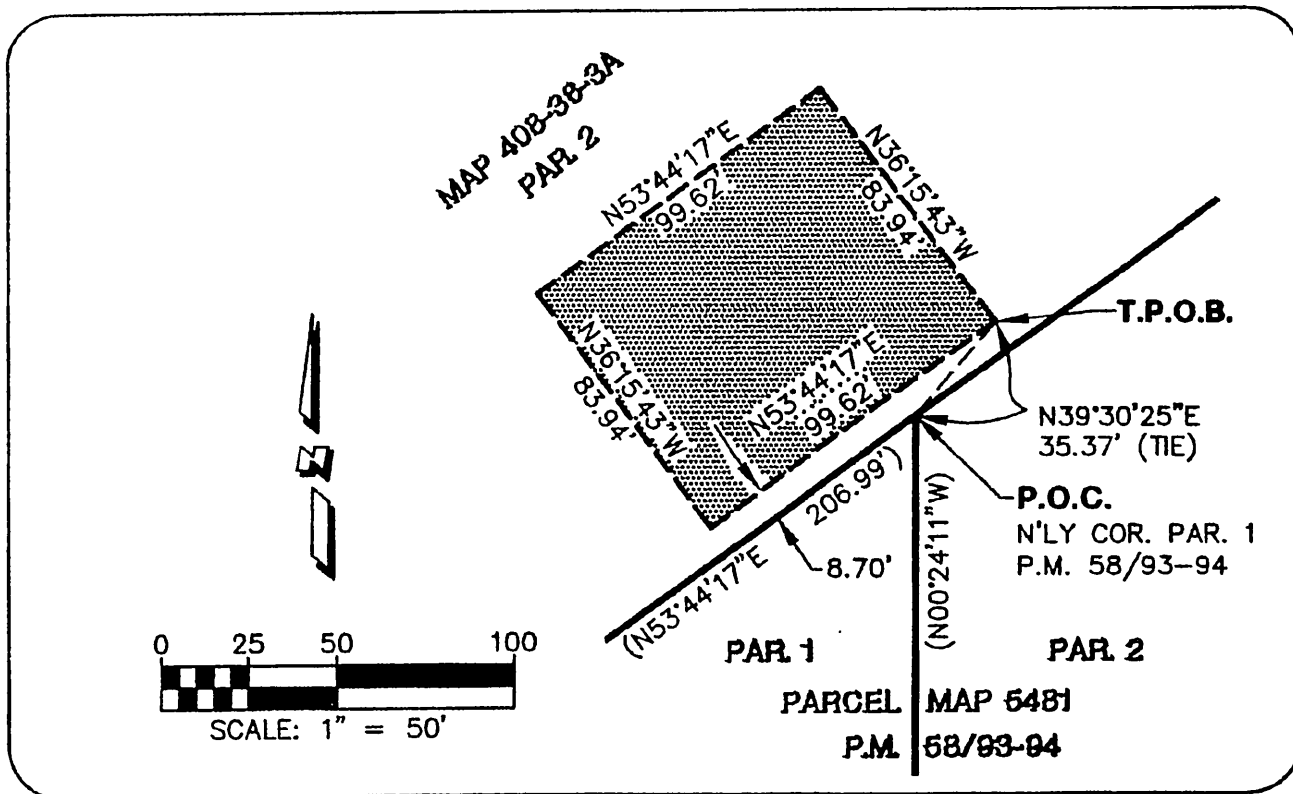 MAP 408-38-3A
PAR. 2
N53°44'17"E
99.62'
N36°15'43"W
83.94'
T.P.O.B.
N36°15'43"W
83.94'
N53°44'17"E
99.62'
N39°30'25"E
35.37' (TIE)
(N53°44'17"E 206.99')
8.70'
(N00°24'11"W)
P.O.C.
N'LY COR. PAR. 1
P.M. 58/93-94
N
0 25 50 100
SCALE: 1" = 50'
PAR. 1 PAR. 2
PARCEL MAP 5481
P.M. 58/93-94